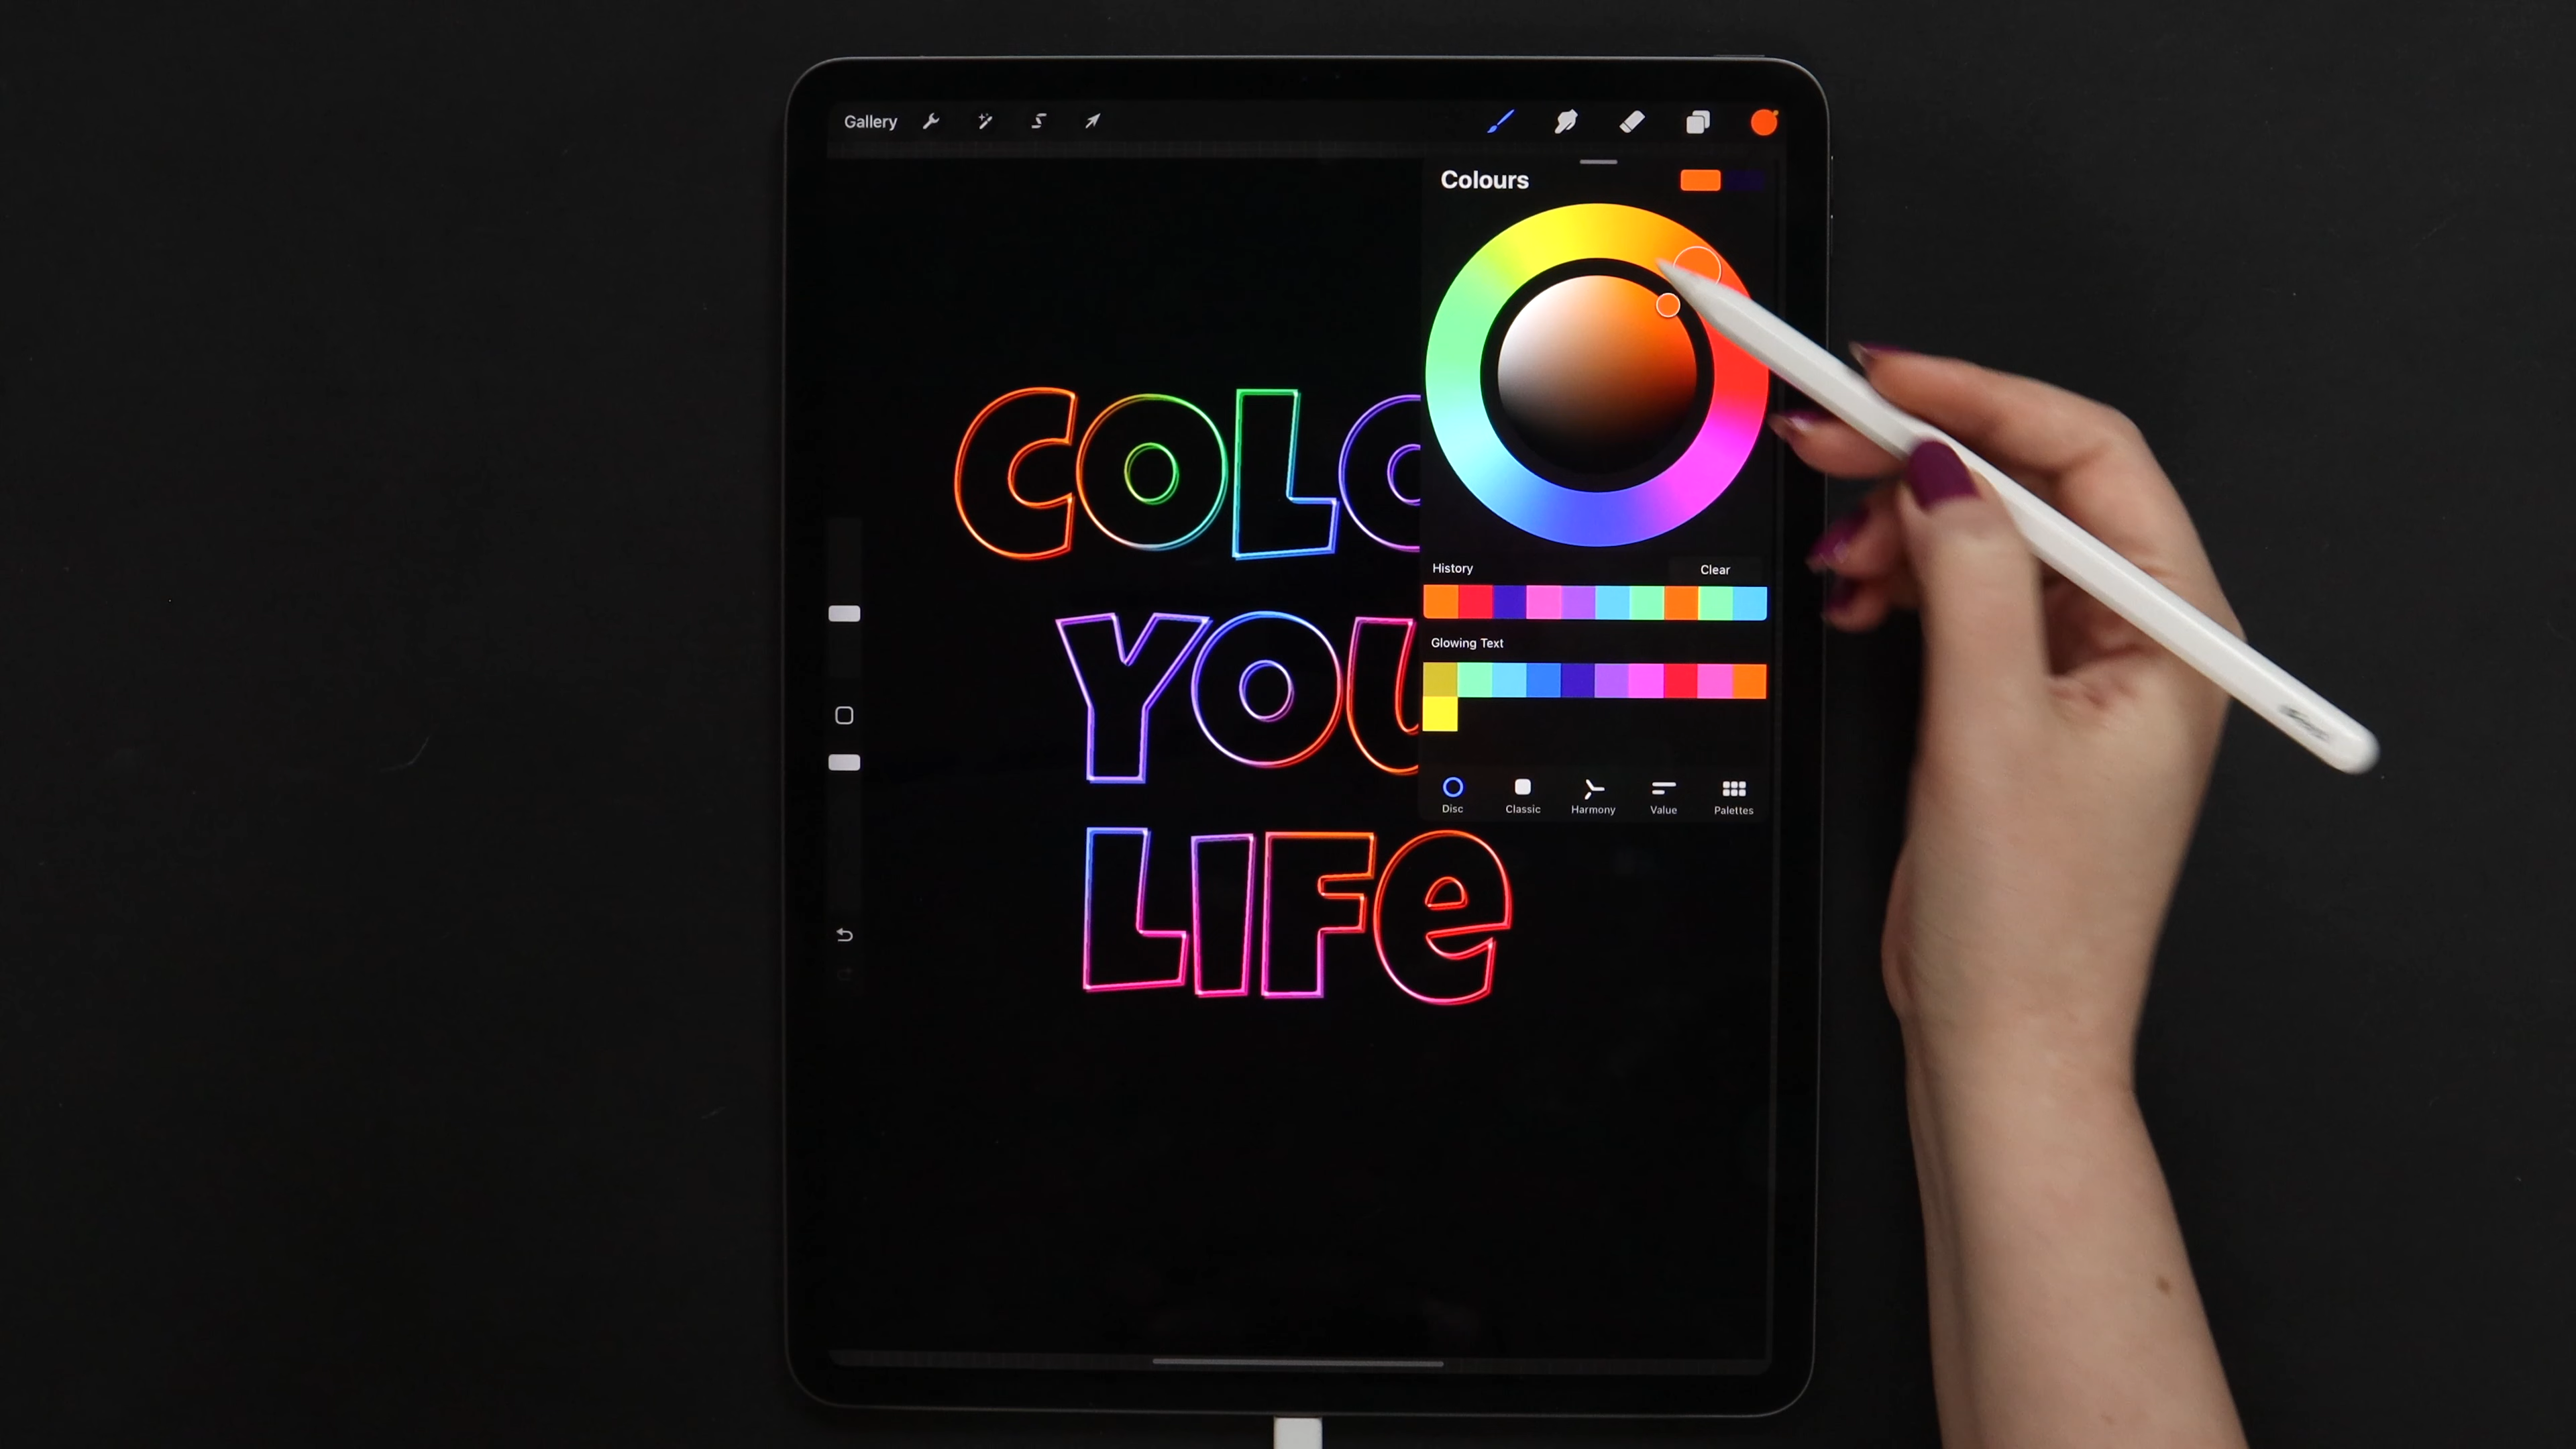 Gallery
Colours
COLO
YOU
LIFe
History
Clear
Glowing Text
Disc
Classic
Harmony
Value
Palettes